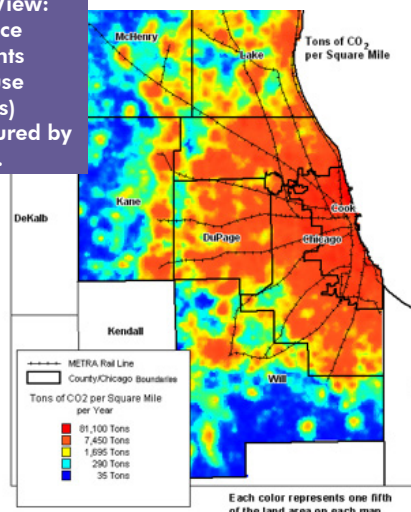 View:
ce
nts
use
s)
ured by
Tons of CO2
per Square Mile
McHenry
Lake
Kane
Cook
DeKalb
DuPage
Chicago
Kendall
Will
METRA Rail Line
County/Chicago Boundaries
Tons of CO2 per Square Mile
per Year
81,100 Tons
7,450 Tons
1,695 Tons
290 Tons
35 Tons
Each color represents one fifth
of the land area on each map